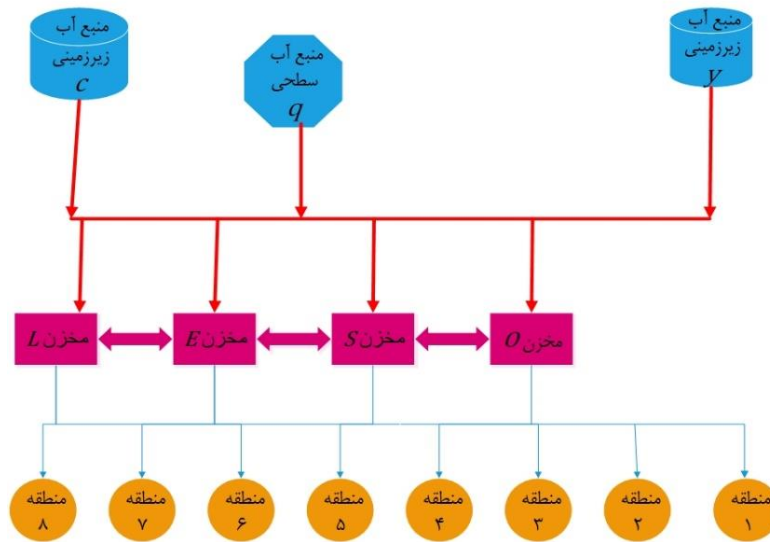 منبع آب
زیرزمینی
y
منبع آب
سطحی
q
منبع آب
زیرزمینی
c
مخزن O
مخزن S
مخزن E
مخزن L
منطقه
۱
منطقه
۲
منطقه
۳
منطقه
۴
منطقه
۵
منطقه
۶
منطقه
۷
منطقه
۸